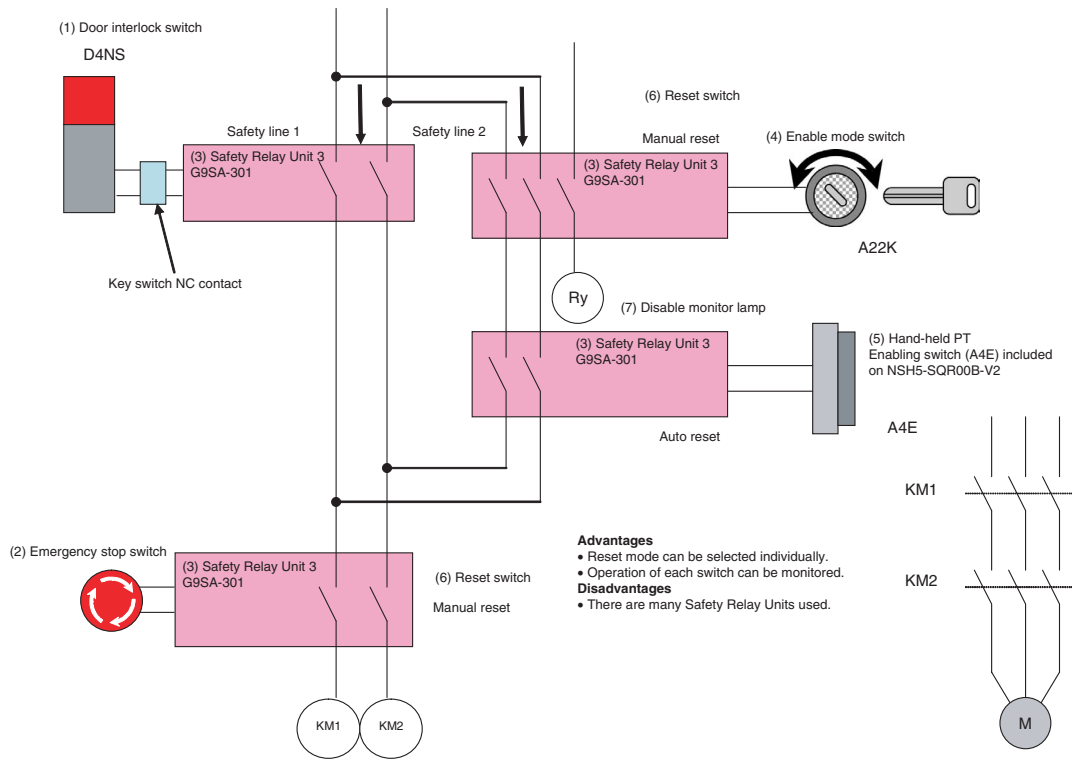 (1) Door interlock switch
D4NS
(6) Reset switch
Safety line 1
Safety line 2
Manual reset
(4) Enable mode switch
(3) Safety Relay Unit 3
G9SA-301
(3) Safety Relay Unit 3
G9SA-301
A22K
Key switch NC contact
Ry
(7) Disable monitor lamp
(3) Safety Relay Unit 3
G9SA-301
(5) Hand-held PT
Enabling switch (A4E) included
on NSH5-SQR00B-V2
A4E
Auto reset
KM1
(2) Emergency stop switch
(3) Safety Relay Unit 3
G9SA-301
(6) Reset switch
Manual reset
Advantages
• Reset mode can be selected individually.
• Operation of each switch can be monitored.
Disadvantages
• There are many Safety Relay Units used.
KM2
KM1
KM2
M